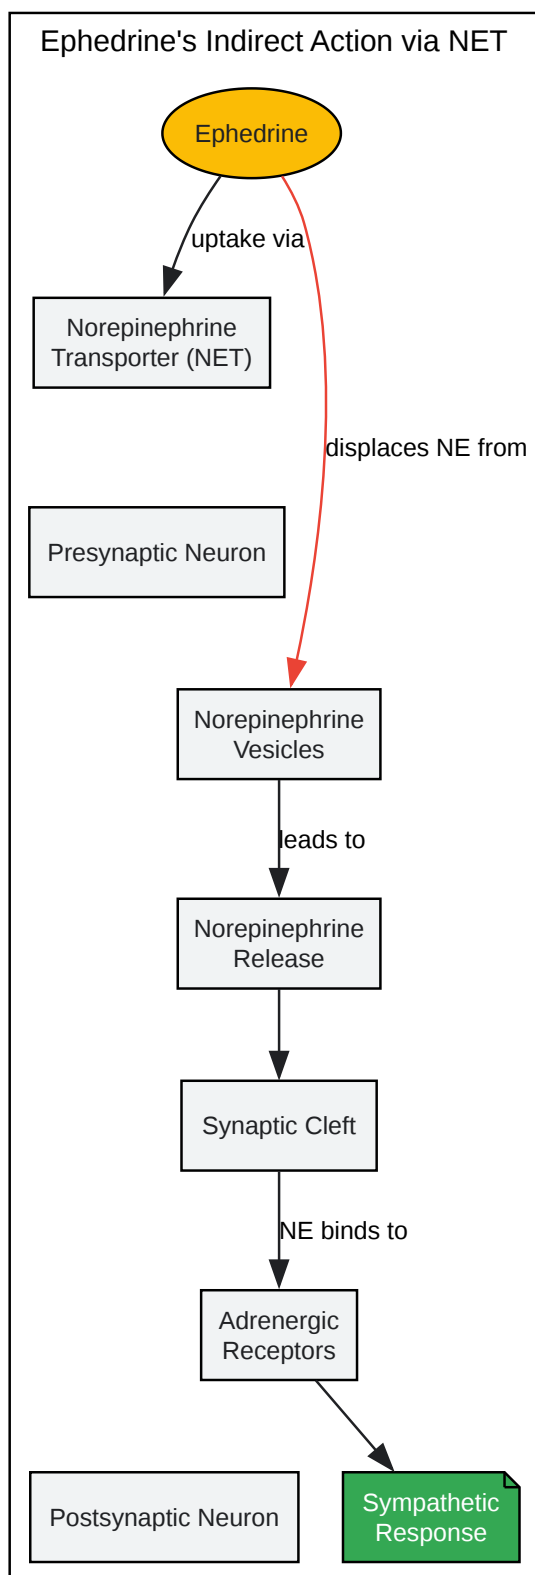 Ephedrine's Indirect Action via NET
Ephedrine
uptake via
Norepinephrine
Transporter (NET)
displaces NE from
Presynaptic Neuron
Norepinephrine
Vesicles
leads to
Norepinephrine
Release
Synaptic Cleft
NE binds to
Adrenergic
Receptors
Postsynaptic Neuron
Sympathetic
Response